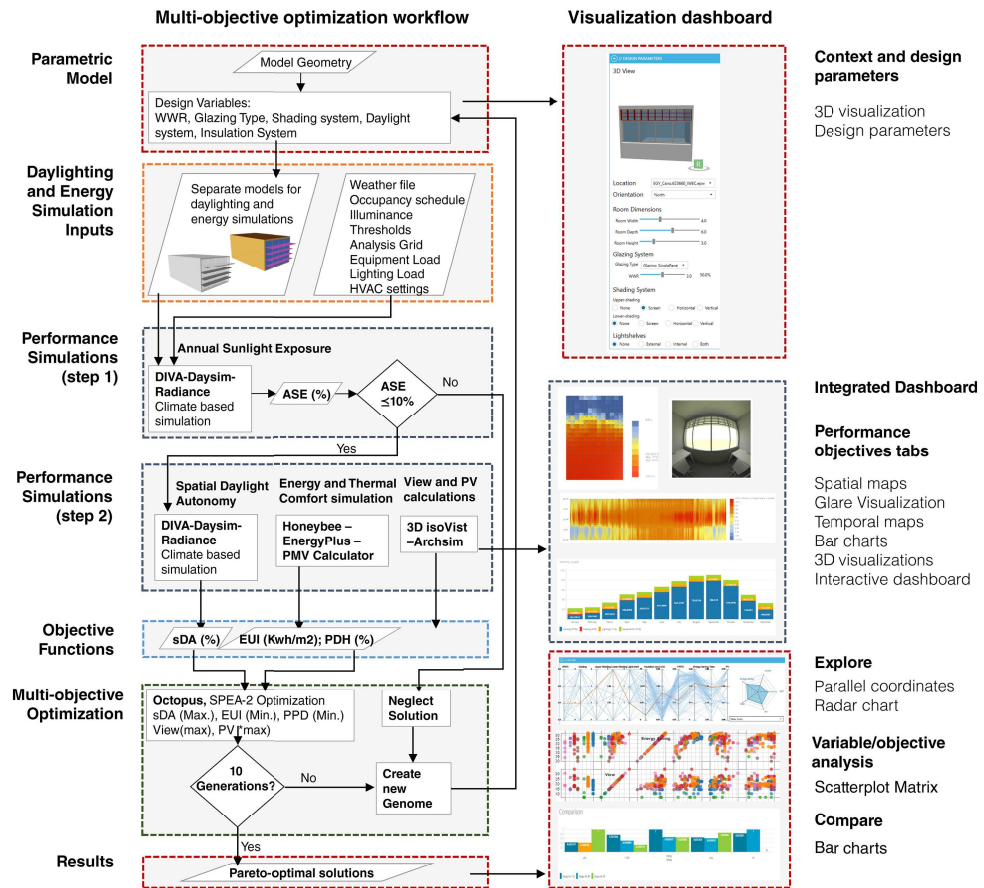 Multi-objective optimization workflow
Visualization dashboard
Parametric
Model
Model Geometry
Design Variables:
WWR, Glazing Type, Shading system, Daylight
system, Insulation System
Daylighting
and Energy
Simulation
Inputs
Separate models for
daylighting and
energy simulations
Weather file
Occupancy schedule
Illuminance
Thresholds
Analysis Grid
Equipment Load
Lighting Load
HVAC settings
Performance
Simulations
(step 1)
Annual Sunlight Exposure
DIVA-Daysim-
Radiance
Climate based
simulation
ASE (%)
ASE
≤10%
No
Yes
Performance
Simulations
(step 2)
Spatial Daylight
Autonomy
Energy and Thermal
Comfort simulation
View and PV
calculations
DIVA-Daysim-
Radiance
Climate based
simulation
Honeybee –
EnergyPlus –
PMV Calculator
3D isoVist
–Archsim
Objective
Functions
sDA (%)
EUI (Kwh/m2); PDH (%)
Multi-objective
Optimization
Octopus, SPEA-2 Optimization
sDA (Max.), EUI (Min.), PPD (Min.)
View(max), PV *max)
Neglect
Solution
10
Generations?
No
Create
new
Genome
Yes
Results
Pareto-optimal solutions
// DESIGN PARAMETERS
3D View
Location
Orientation
North
Room Dimensions
Room Width
4.0
Room Depth
6.0
Room Height
3.0
Glazing System
Glazing Type
WWR
Shading System
Upper-shading
None Screen Horizontal Vertical
Lower-shading
None Screen Horizontal Vertical
Lightshelves
None External Internal Both
Context and design
parameters
3D visualization
Design parameters
Integrated Dashboard
Performance
objectives tabs
Spatial maps
Glare Visualization
Temporal maps
Bar charts
3D visualizations
Interactive dashboard
Explore
Parallel coordinates
Radar chart
Variable/objective
analysis
Scatterplot Matrix
Compare
Bar charts
View
Comparison